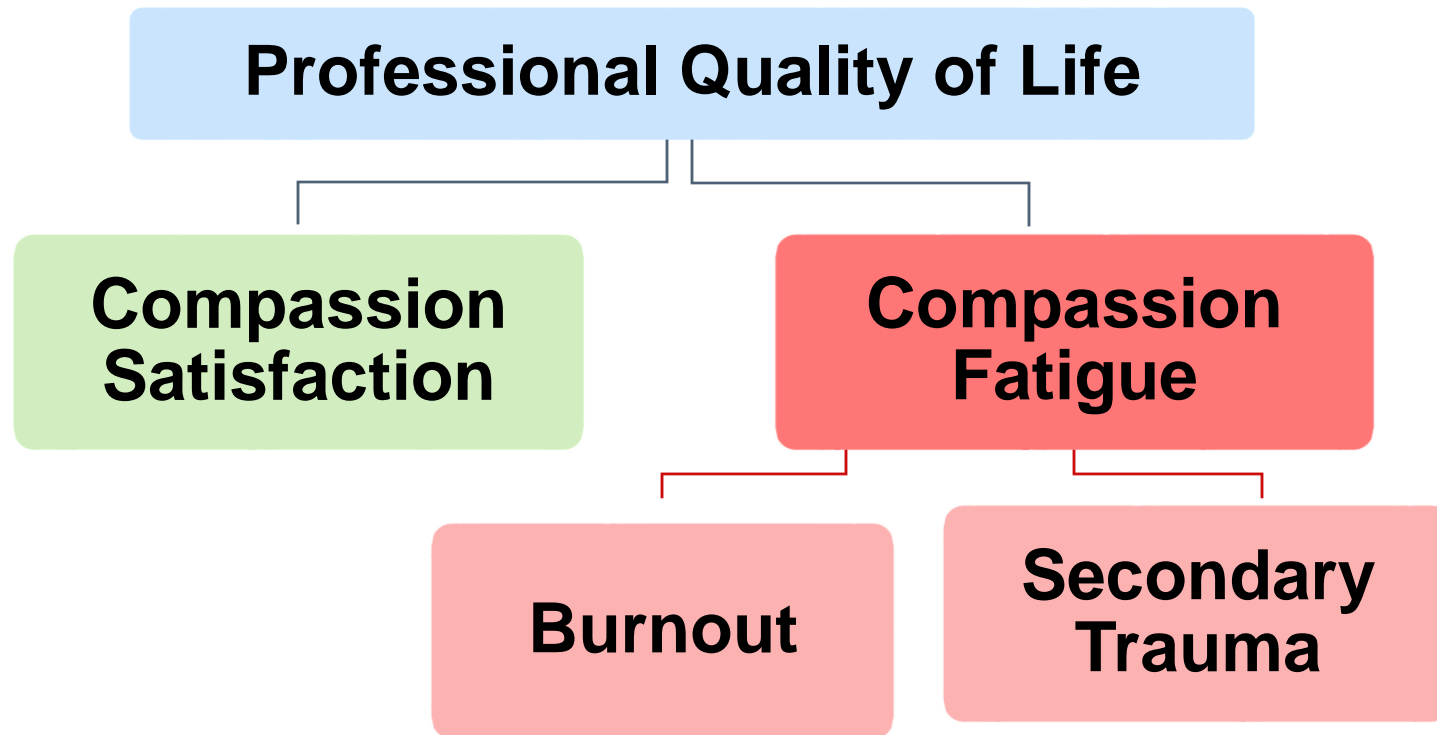 Professional Quality of Life
Compassion
Satisfaction
Compassion
Fatigue
Burnout
Secondary
Trauma